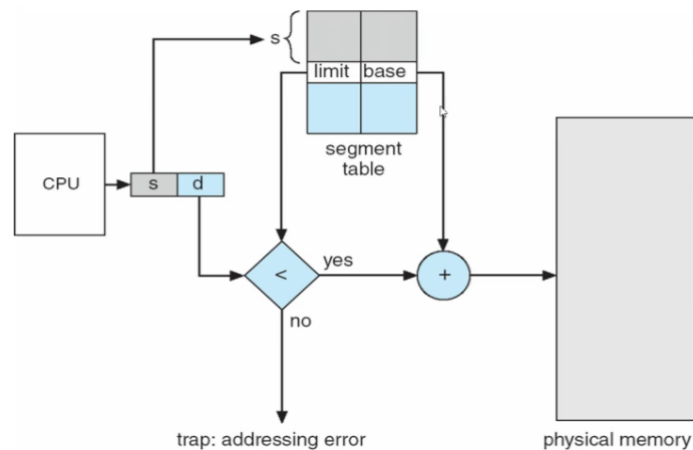 s
limit base
segment
table
CPU
s d
<
yes
+
no
trap: addressing error
physical memory